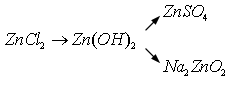 ZnSO₄
ZnCl₂ → Zn(OH)₂
Na₂ZnO₂